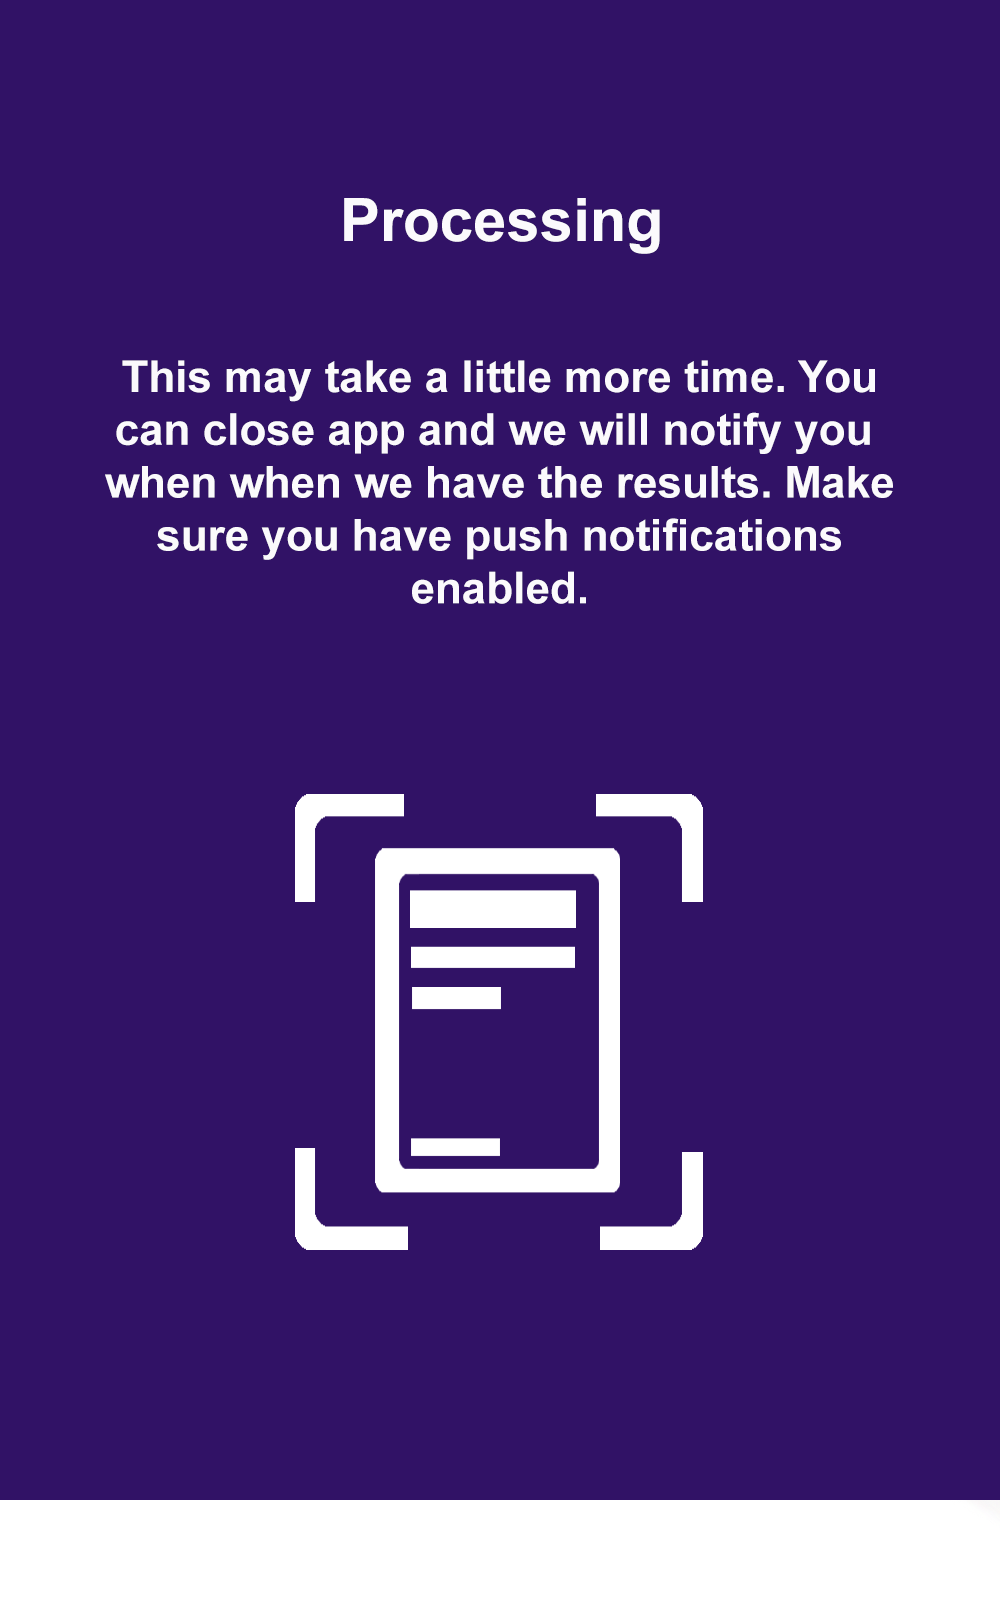 Processing
This may take a little more time. You
can close app and we will notify you
when when we have the results. Make
sure you have push notifications
enabled.